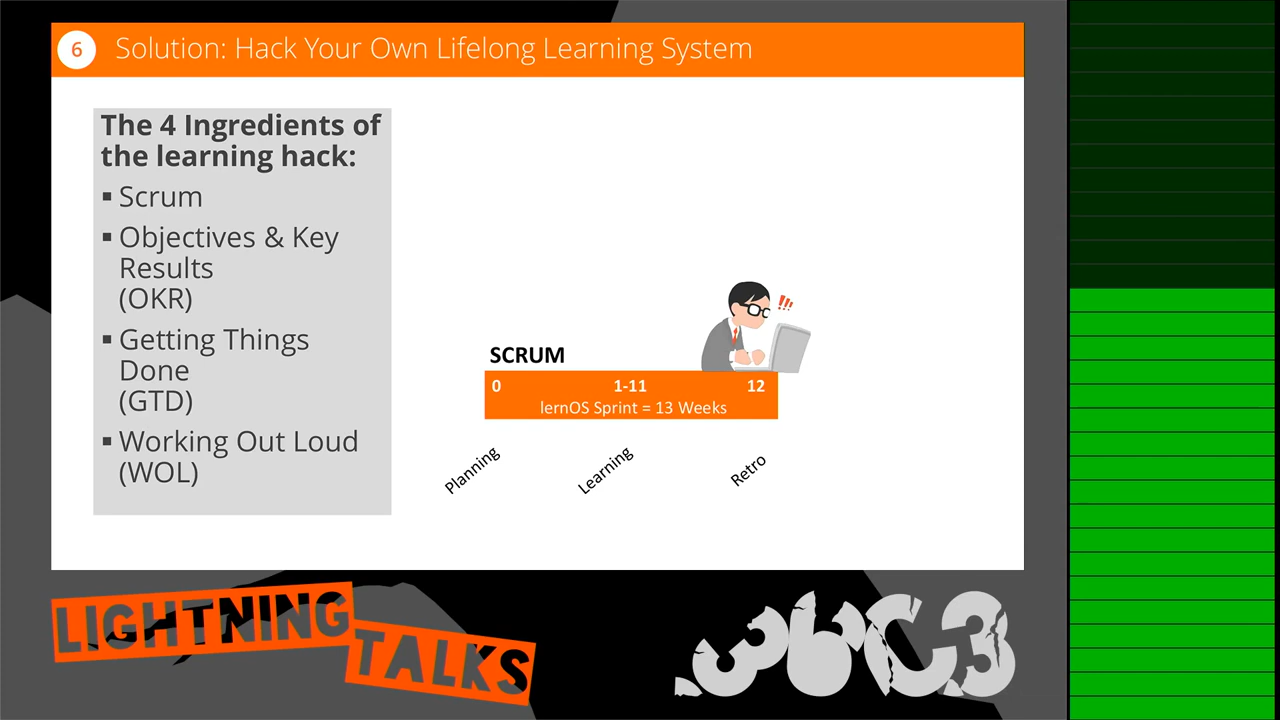 6 Solution: Hack Your Own Lifelong Learning System
The 4 Ingredients of
the learning hack:
▪ Scrum
▪ Objectives & Key
Results
(OKR)
▪ Getting Things
Done
(GTD)
▪ Working Out Loud
(WOL)
!!!
SCRUM
0 1-11 12
lernOS Sprint = 13 Weeks
Planning Learning Retro
LIGHTNING
TALKS
36C3